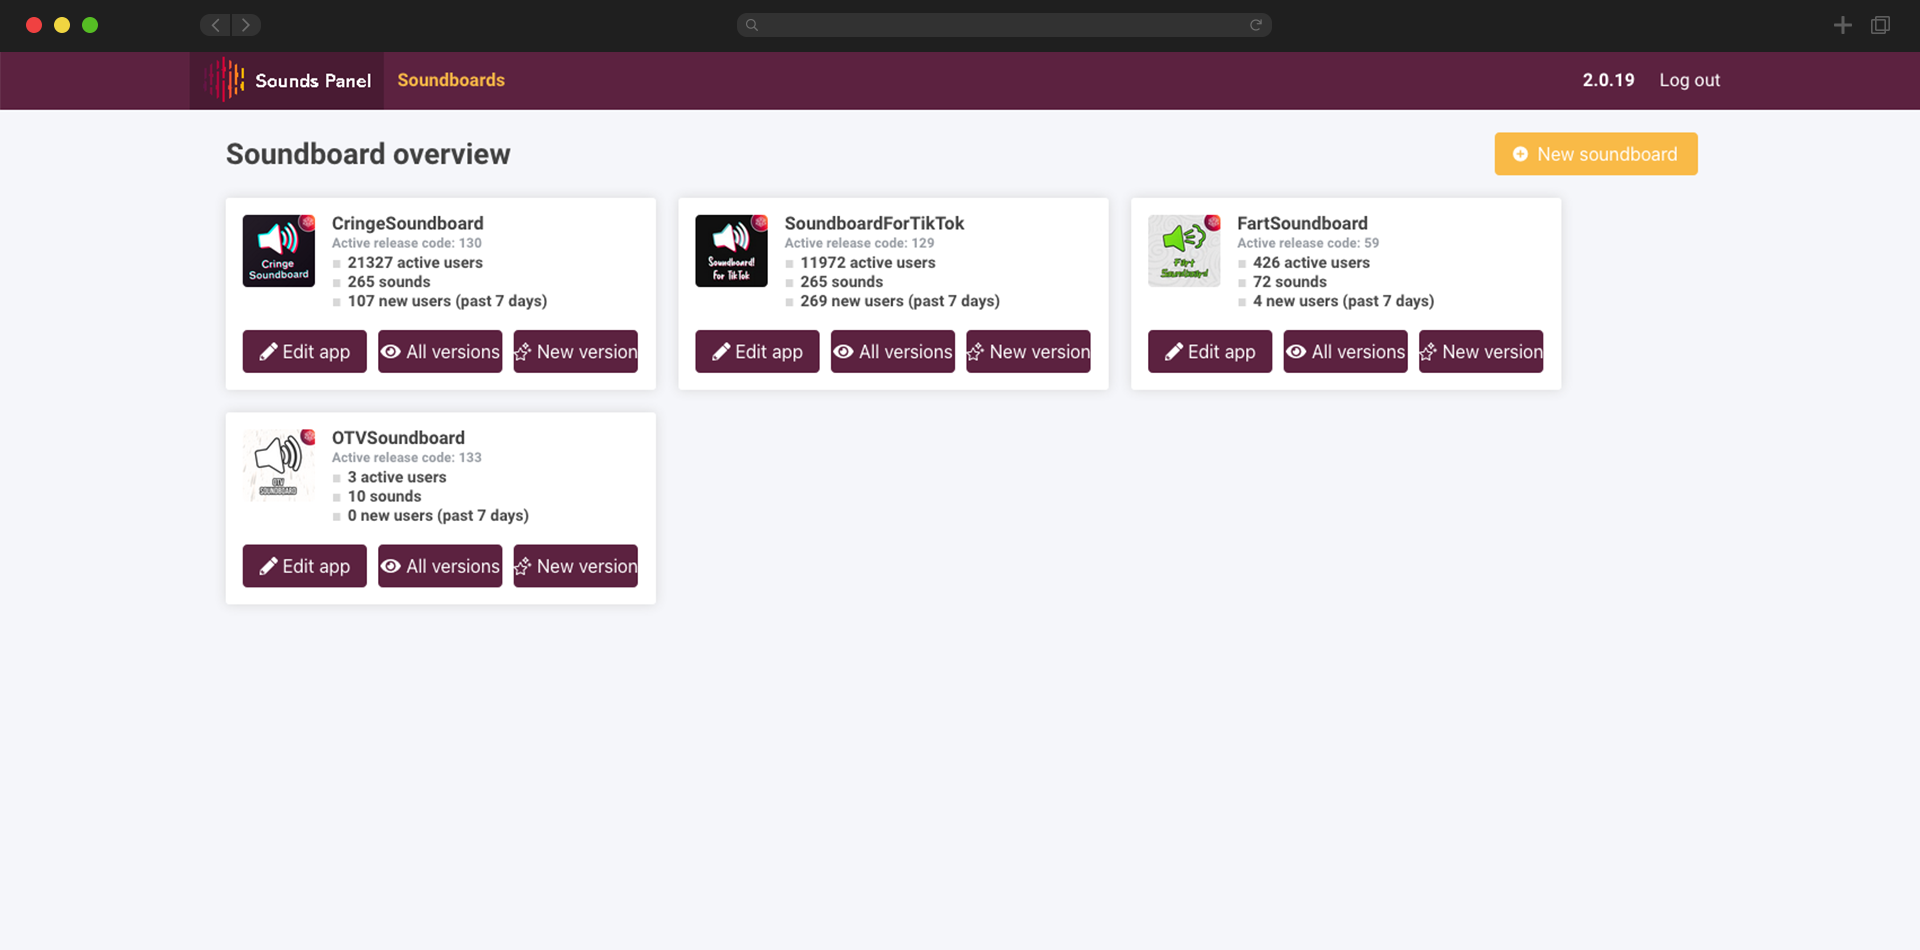 Sounds Panel
Soundboards
2.0.19
Log out
Soundboard overview
New soundboard
Cringe
Soundboard
CringeSoundboard
Active release code: 130
21327 active users
265 sounds
107 new users (past 7 days)
Edit app
All versions
New version
Soundboard!
For TikTok
SoundboardForTikTok
Active release code: 129
11972 active users
265 sounds
269 new users (past 7 days)
Edit app
All versions
New version
Fart
Soundboard
FartSoundboard
Active release code: 59
426 active users
72 sounds
4 new users (past 7 days)
Edit app
All versions
New version
OTV
SOUNDBOARD
OTVSoundboard
Active release code: 133
3 active users
10 sounds
0 new users (past 7 days)
Edit app
All versions
New version